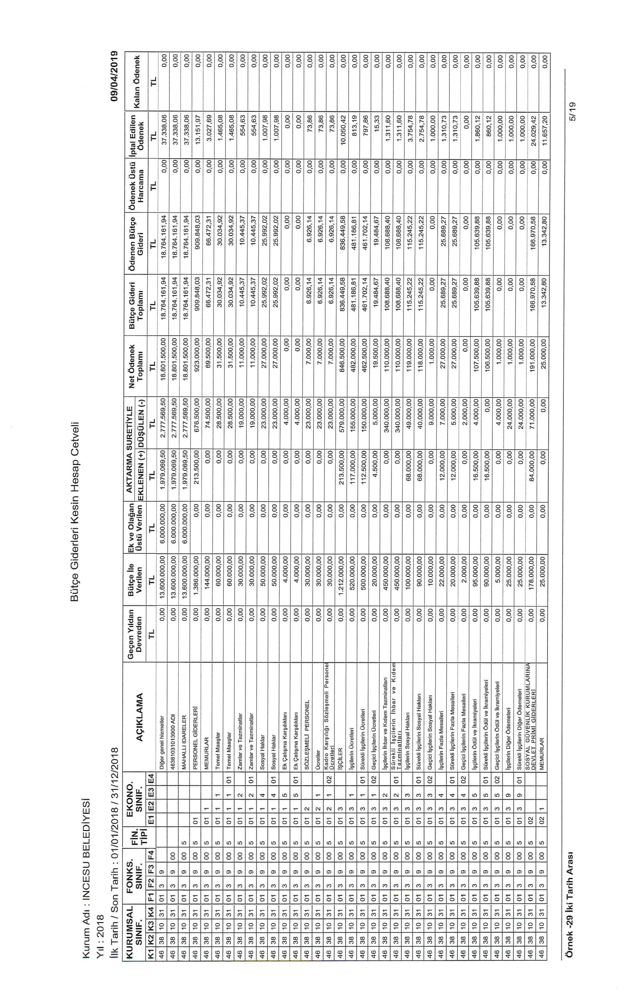 Bütçe Giderleri Kesin Hesap Cetveli
Kurum Adı : INCESU BELEDİYESİ
Yıl : 2018
İlk Tarih / Son Tarih : 01/01/2018 / 31/12/2018 09/04/2019
KURUMSAL SINIF. FONKS. SINIF. FİN. TİPİ EKONO. SINIF. AÇIKLAMA Geçen Yıldan Devreden Bütçe İle Verilen Ek ve Olağan Üstü Verilen AKTARMA SURETİYLE Net Ödenek Toplamı Bütçe Gideri Toplamı Ödenen Bütçe Gideri Ödenek Üstü Harcama İptal Edilen Ödenek Kalan Ödenek
EKLENEN (+) DÜŞÜLEN (-)
K1 K2 K3 K4 F1 F2 F3 F4 E1 E2 E3 E4 TL TL TL TL TL TL TL TL TL TL TL
46 38 10 31 01 3 9 Diğer genel hizmetler 0,00 13.600.000,00 6.000.000,00 1.979.069,50 2.777.569,50 18.801.500,00 18.764.161,94 18.764.161,94 0,00 37.338,06 0,00
46 38 10 31 01 3 9 00 46381031013900 ADI 0,00 13.600.000,00 6.000.000,00 1.979.069,50 2.777.569,50 18.801.500,00 18.764.161,94 18.764.161,94 0,00 37.338,06 0,00
46 38 10 31 01 3 9 00 5 MAHALLI IDARELER 0,00 13.600.000,00 6.000.000,00 1.979.069,50 2.777.569,50 18.801.500,00 18.764.161,94 18.764.161,94 0,00 37.338,06 0,00
46 38 10 31 01 3 9 00 5 01 PERSONEL GİDERLERİ 0,00 1.386.000,00 0,00 213.500,00 676.500,00 923.000,00 909.848,03 909.848,03 0,00 13.151,97 0,00
46 38 10 31 01 3 9 00 5 01 1 MEMURLAR 0,00 144.000,00 0,00 0,00 74.500,00 69.500,00 66.472,31 66.472,31 0,00 3.027,69 0,00
46 38 10 31 01 3 9 00 5 01 1 1 Temel Maaşlar 0,00 60.000,00 0,00 0,00 28.500,00 31.500,00 30.034,92 30.034,92 0,00 1.465,08 0,00
46 38 10 31 01 3 9 00 5 01 1 1 01 Temel Maaşlar 0,00 60.000,00 0,00 0,00 28.500,00 31.500,00 30.034,92 30.034,92 0,00 1.465,08 0,00
46 38 10 31 01 3 9 00 5 01 1 2 Zamlar ve Tazminatlar 0,00 30.000,00 0,00 0,00 19.000,00 11.000,00 10.445,37 10.445,37 0,00 554,63 0,00
46 38 10 31 01 3 9 00 5 01 1 2 01 Zamlar ve Tazminatlar 0,00 30.000,00 0,00 0,00 19.000,00 11.000,00 10.445,37 10.445,37 0,00 554,63 0,00
46 38 10 31 01 3 9 00 5 01 1 4 Sosyal Haklar 0,00 50.000,00 0,00 0,00 23.000,00 27.000,00 25.992,02 25.992,02 0,00 1.007,98 0,00
46 38 10 31 01 3 9 00 5 01 1 4 01 Sosyal Haklar 0,00 50.000,00 0,00 0,00 23.000,00 27.000,00 25.992,02 25.992,02 0,00 1.007,98 0,00
46 38 10 31 01 3 9 00 5 01 1 5 Ek Çalışma Karşılıkları 0,00 4.000,00 0,00 0,00 4.000,00 0,00 0,00 0,00 0,00 0,00 0,00
46 38 10 31 01 3 9 00 5 01 1 5 01 Ek Çalışma Karşılıkları 0,00 4.000,00 0,00 0,00 4.000,00 0,00 0,00 0,00 0,00 0,00 0,00
46 38 10 31 01 3 9 00 5 01 2 SÖZLEŞMELİ PERSONEL 0,00 30.000,00 0,00 0,00 23.000,00 7.000,00 6.926,14 6.926,14 0,00 73,86 0,00
46 38 10 31 01 3 9 00 5 01 2 1 Ücretler 0,00 30.000,00 0,00 0,00 23.000,00 7.000,00 6.926,14 6.926,14 0,00 73,86 0,00
46 38 10 31 01 3 9 00 5 01 2 1 02 Kadro Karşılığı Sözleşmeli Personel Ücretleri 0,00 30.000,00 0,00 0,00 23.000,00 7.000,00 6.926,14 6.926,14 0,00 73,86 0,00
46 38 10 31 01 3 9 00 5 01 3 İŞÇİLER 0,00 1.212.000,00 0,00 213.500,00 579.000,00 846.500,00 836.449,58 836.449,58 0,00 10.050,42 0,00
46 38 10 31 01 3 9 00 5 01 3 1 İşçilerin Ücretleri 0,00 520.000,00 0,00 117.000,00 155.000,00 482.000,00 481.186,81 481.186,81 0,00 813,19 0,00
46 38 10 31 01 3 9 00 5 01 3 1 01 Sürekli İşçilerin Ücretleri 0,00 500.000,00 0,00 112.500,00 150.000,00 462.500,00 461.702,14 461.702,14 0,00 797,86 0,00
46 38 10 31 01 3 9 00 5 01 3 1 02 Geçici İşçilerin Ücretleri 0,00 20.000,00 0,00 4.500,00 5.000,00 19.500,00 19.484,67 19.484,67 0,00 15,33 0,00
46 38 10 31 01 3 9 00 5 01 3 2 İşçilerin İhbar ve Kıdem Tazminatları 0,00 450.000,00 0,00 0,00 340.000,00 110.000,00 108.688,40 108.688,40 0,00 1.311,60 0,00
46 38 10 31 01 3 9 00 5 01 3 2 01 Sürekli İşçilerin İhbar ve Kıdem Tazminatları 0,00 450.000,00 0,00 0,00 340.000,00 110.000,00 108.688,40 108.688,40 0,00 1.311,60 0,00
46 38 10 31 01 3 9 00 5 01 3 3 İşçilerin Sosyal Hakları 0,00 100.000,00 0,00 68.000,00 49.000,00 119.000,00 115.245,22 115.245,22 0,00 3.754,78 0,00
46 38 10 31 01 3 9 00 5 01 3 3 01 Sürekli İşçilerin Sosyal Hakları 0,00 90.000,00 0,00 68.000,00 40.000,00 118.000,00 115.245,22 115.245,22 0,00 2.754,78 0,00
46 38 10 31 01 3 9 00 5 01 3 3 02 Geçici İşçilerin Sosyal Hakları 0,00 10.000,00 0,00 0,00 9.000,00 1.000,00 0,00 0,00 0,00 1.000,00 0,00
46 38 10 31 01 3 9 00 5 01 3 4 İşçilerin Fazla Mesaileri 0,00 22.000,00 0,00 12.000,00 7.000,00 27.000,00 25.689,27 25.689,27 0,00 1.310,73 0,00
46 38 10 31 01 3 9 00 5 01 3 4 01 Sürekli İşçilerin Fazla Mesaileri 0,00 20.000,00 0,00 12.000,00 5.000,00 27.000,00 25.689,27 25.689,27 0,00 1.310,73 0,00
46 38 10 31 01 3 9 00 5 01 3 4 02 Geçici İşçilerin Fazla Mesaileri 0,00 2.000,00 0,00 0,00 2.000,00 0,00 0,00 0,00 0,00 0,00 0,00
46 38 10 31 01 3 9 00 5 01 3 5 İşçilerin Ödül ve İkramiyeleri 0,00 95.000,00 0,00 16.500,00 4.000,00 107.500,00 105.639,88 105.639,88 0,00 1.860,12 0,00
46 38 10 31 01 3 9 00 5 01 3 5 01 Sürekli İşçilerin Ödül ve İkramiyeleri 0,00 90.000,00 0,00 16.500,00 0,00 106.500,00 105.639,88 105.639,88 0,00 860,12 0,00
46 38 10 31 01 3 9 00 5 01 3 5 02 Geçici İşçilerin Ödül ve İkramiyeleri 0,00 5.000,00 0,00 0,00 4.000,00 1.000,00 0,00 0,00 0,00 1.000,00 0,00
46 38 10 31 01 3 9 00 5 01 3 9 İşçilerin Diğer Ödemeleri 0,00 25.000,00 0,00 0,00 24.000,00 1.000,00 0,00 0,00 0,00 1.000,00 0,00
46 38 10 31 01 3 9 00 5 01 3 9 01 Sürekli İşçilerin Diğer Ödemeleri 0,00 25.000,00 0,00 0,00 24.000,00 1.000,00 0,00 0,00 0,00 1.000,00 0,00
46 38 10 31 01 3 9 00 5 02 SOSYAL GÜVENLİK KURUMLARINA DEVLET PRİMİ GİDERLERİ 0,00 178.000,00 0,00 84.000,00 71.000,00 191.000,00 166.970,58 166.970,58 0,00 24.029,42 0,00
46 38 10 31 01 3 9 00 5 02 1 MEMURLAR 0,00 25.000,00 0,00 0,00 0,00 25.000,00 13.342,80 13.342,80 0,00 11.657,20 0,00
Örnek -29 İki Tarih Arası 5/19